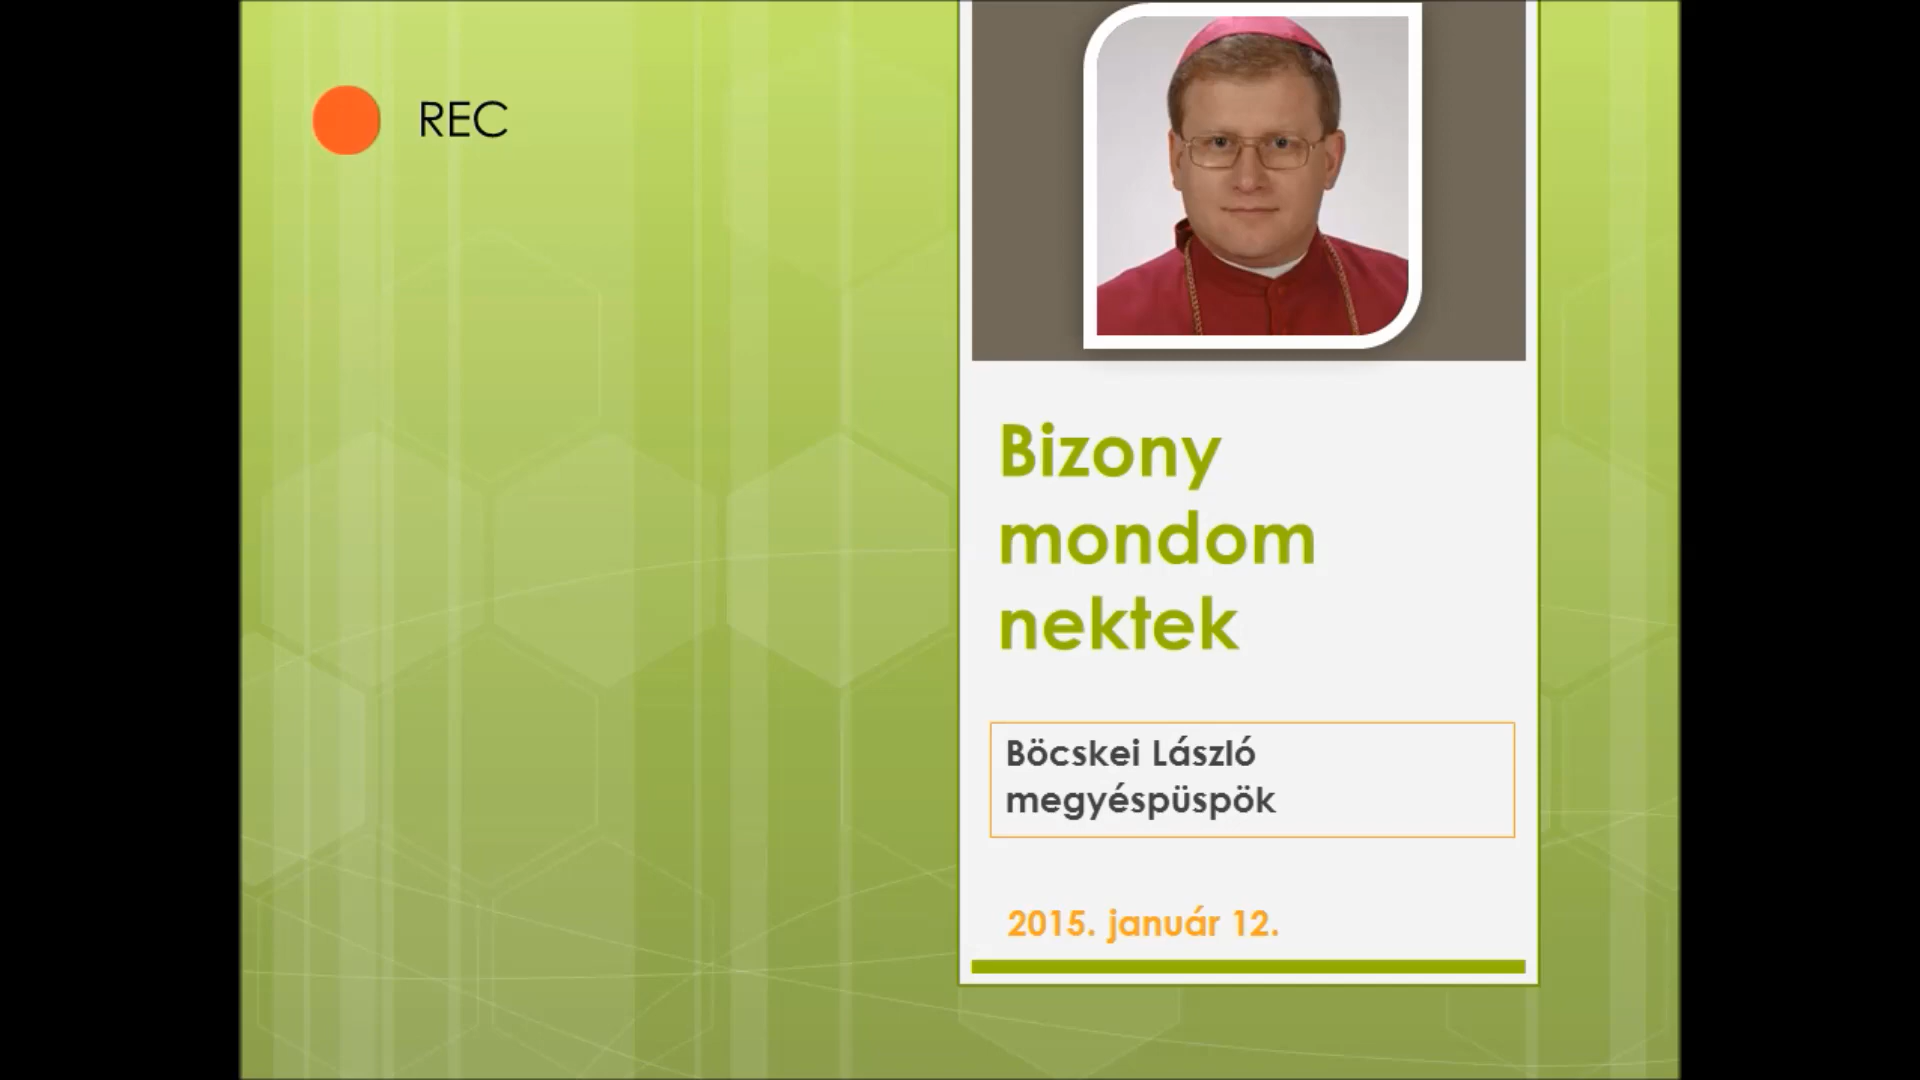 REC
Bizony
mondom
nektek
Böcskei László
megyéspüspök
2015. január 12.